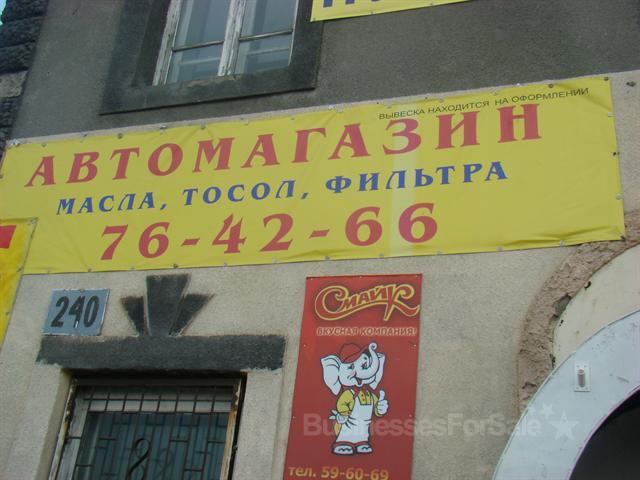 ВЫВЕСКА НАХОДИТСЯ НА ОФОРМЛЕНИИ
АВТОМАГАЗИН
МАСЛА, ТОСОЛ, ФИЛЬТРА
76-42-66
240
СМАЙК
ВКУСНАЯ КОМПАНИЯ!
BusinessesForSale
тел. 59-60-69